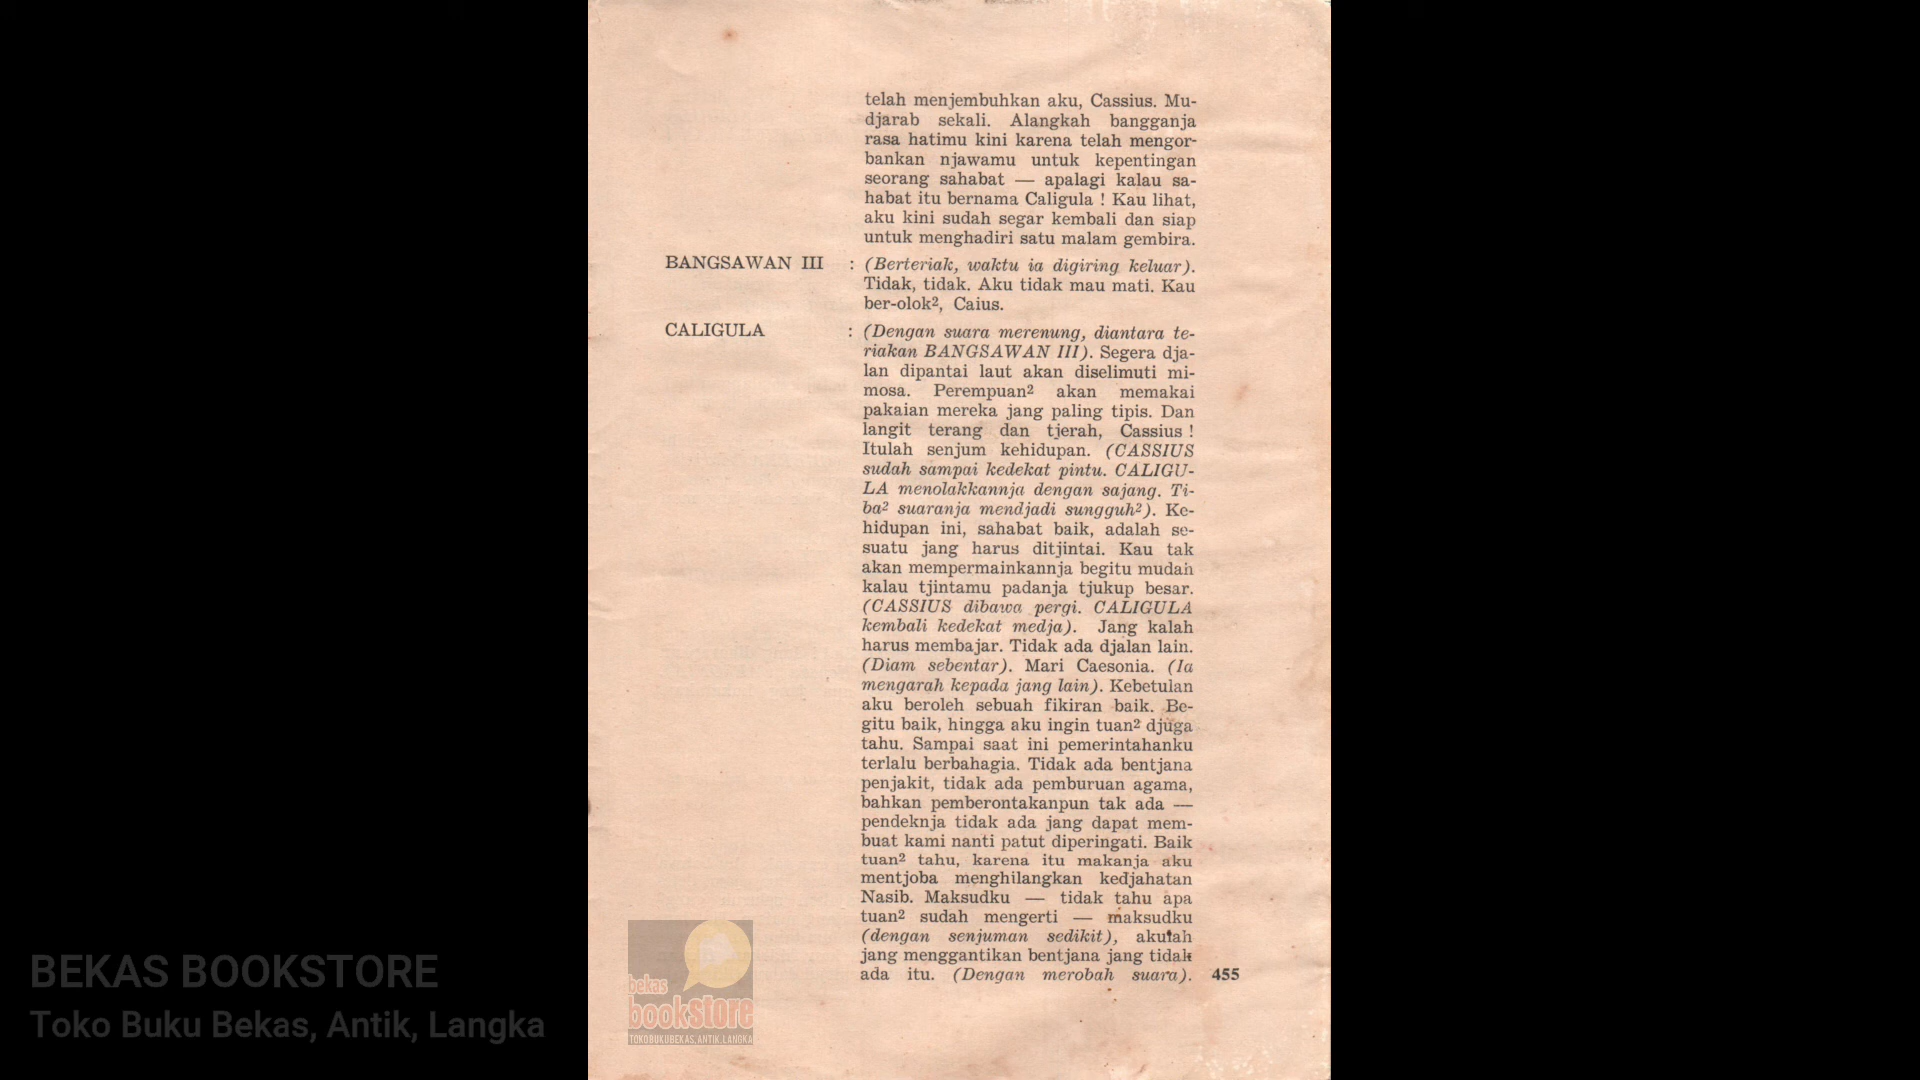 telah menjembuhkan aku, Cassius. Mu-
djarab sekali. Alangkah bangganja
rasa hatimu kini karena telah mengor-
bankan njawamu untuk kepentingan
seorang sahabat — apalagi kalau sa-
habat itu bernama Caligula ! Kau lihat,
aku kini sudah segar kembali dan siap
untuk menghadiri satu malam gembira.
BANGSAWAN III : (Berteriak, waktu ia digiring keluar).
Tidak, tidak. Aku tidak mau mati. Kau
ber-olok², Caius.
CALIGULA : (Dengan suara merenung, diantara te-
riakan BANGSAWAN III). Segera dja-
lan dipantai laut akan diselimuti mi-
mosa. Perempuan² akan memakai
pakaian mereka jang paling tipis. Dan
langit terang dan tjerah, Cassius !
Itulah senjum kehidupan. (CASSIUS
sudah sampai kedekat pintu. CALIGU-
LA menolakkannja dengan sajang. Ti-
ba² suaranja mendjadi sungguh²). Ke-
hidupan ini, sahabat baik, adalah se-
suatu jang harus ditjintai. Kau tak
akan mempermainkannja begitu mudah
kalau tjintamu padanja tjukup besar.
(CASSIUS dibawa pergi. CALIGULA
kembali kedekat medja). Jang kalah
harus membajar. Tidak ada djalan lain.
(Diam sebentar). Mari Caesonia. (Ia
mengarah kepada jang lain). Kebetulan
aku beroleh sebuah fikiran baik. Be-
gitu baik, hingga aku ingin tuan² djuga
tahu. Sampai saat ini pemerintahanku
terlalu berbahagia. Tidak ada bentjana
penjakit, tidak ada pemburuan agama,
bahkan pemberontakanpun tak ada —
pendeknja tidak ada jang dapat mem-
buat kami nanti patut diperingati. Baik
tuan² tahu, karena itu makanja aku
mentjoba menghilangkan kedjahatan
Nasib. Maksudku — tidak tahu apa
tuan² sudah mengerti — maksudku
(dengan senjuman sedikit), akulah
jang menggantikan bentjana jang tidak
ada itu. (Dengan merobah suara).
455
bekas
bookstore
TOKO BUKU BEKAS, ANTIK, LANGKA
BEKAS BOOKSTORE
Toko Buku Bekas, Antik, Langka